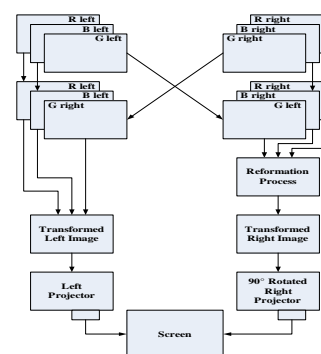 R left
B left
G left
R right
B right
G right
R left
B left
G right
R right
B right
G left
Reformation
Process
Transformed
Left Image
Transformed
Right Image
Left
Projector
90° Rotated
Right
Projector
Screen